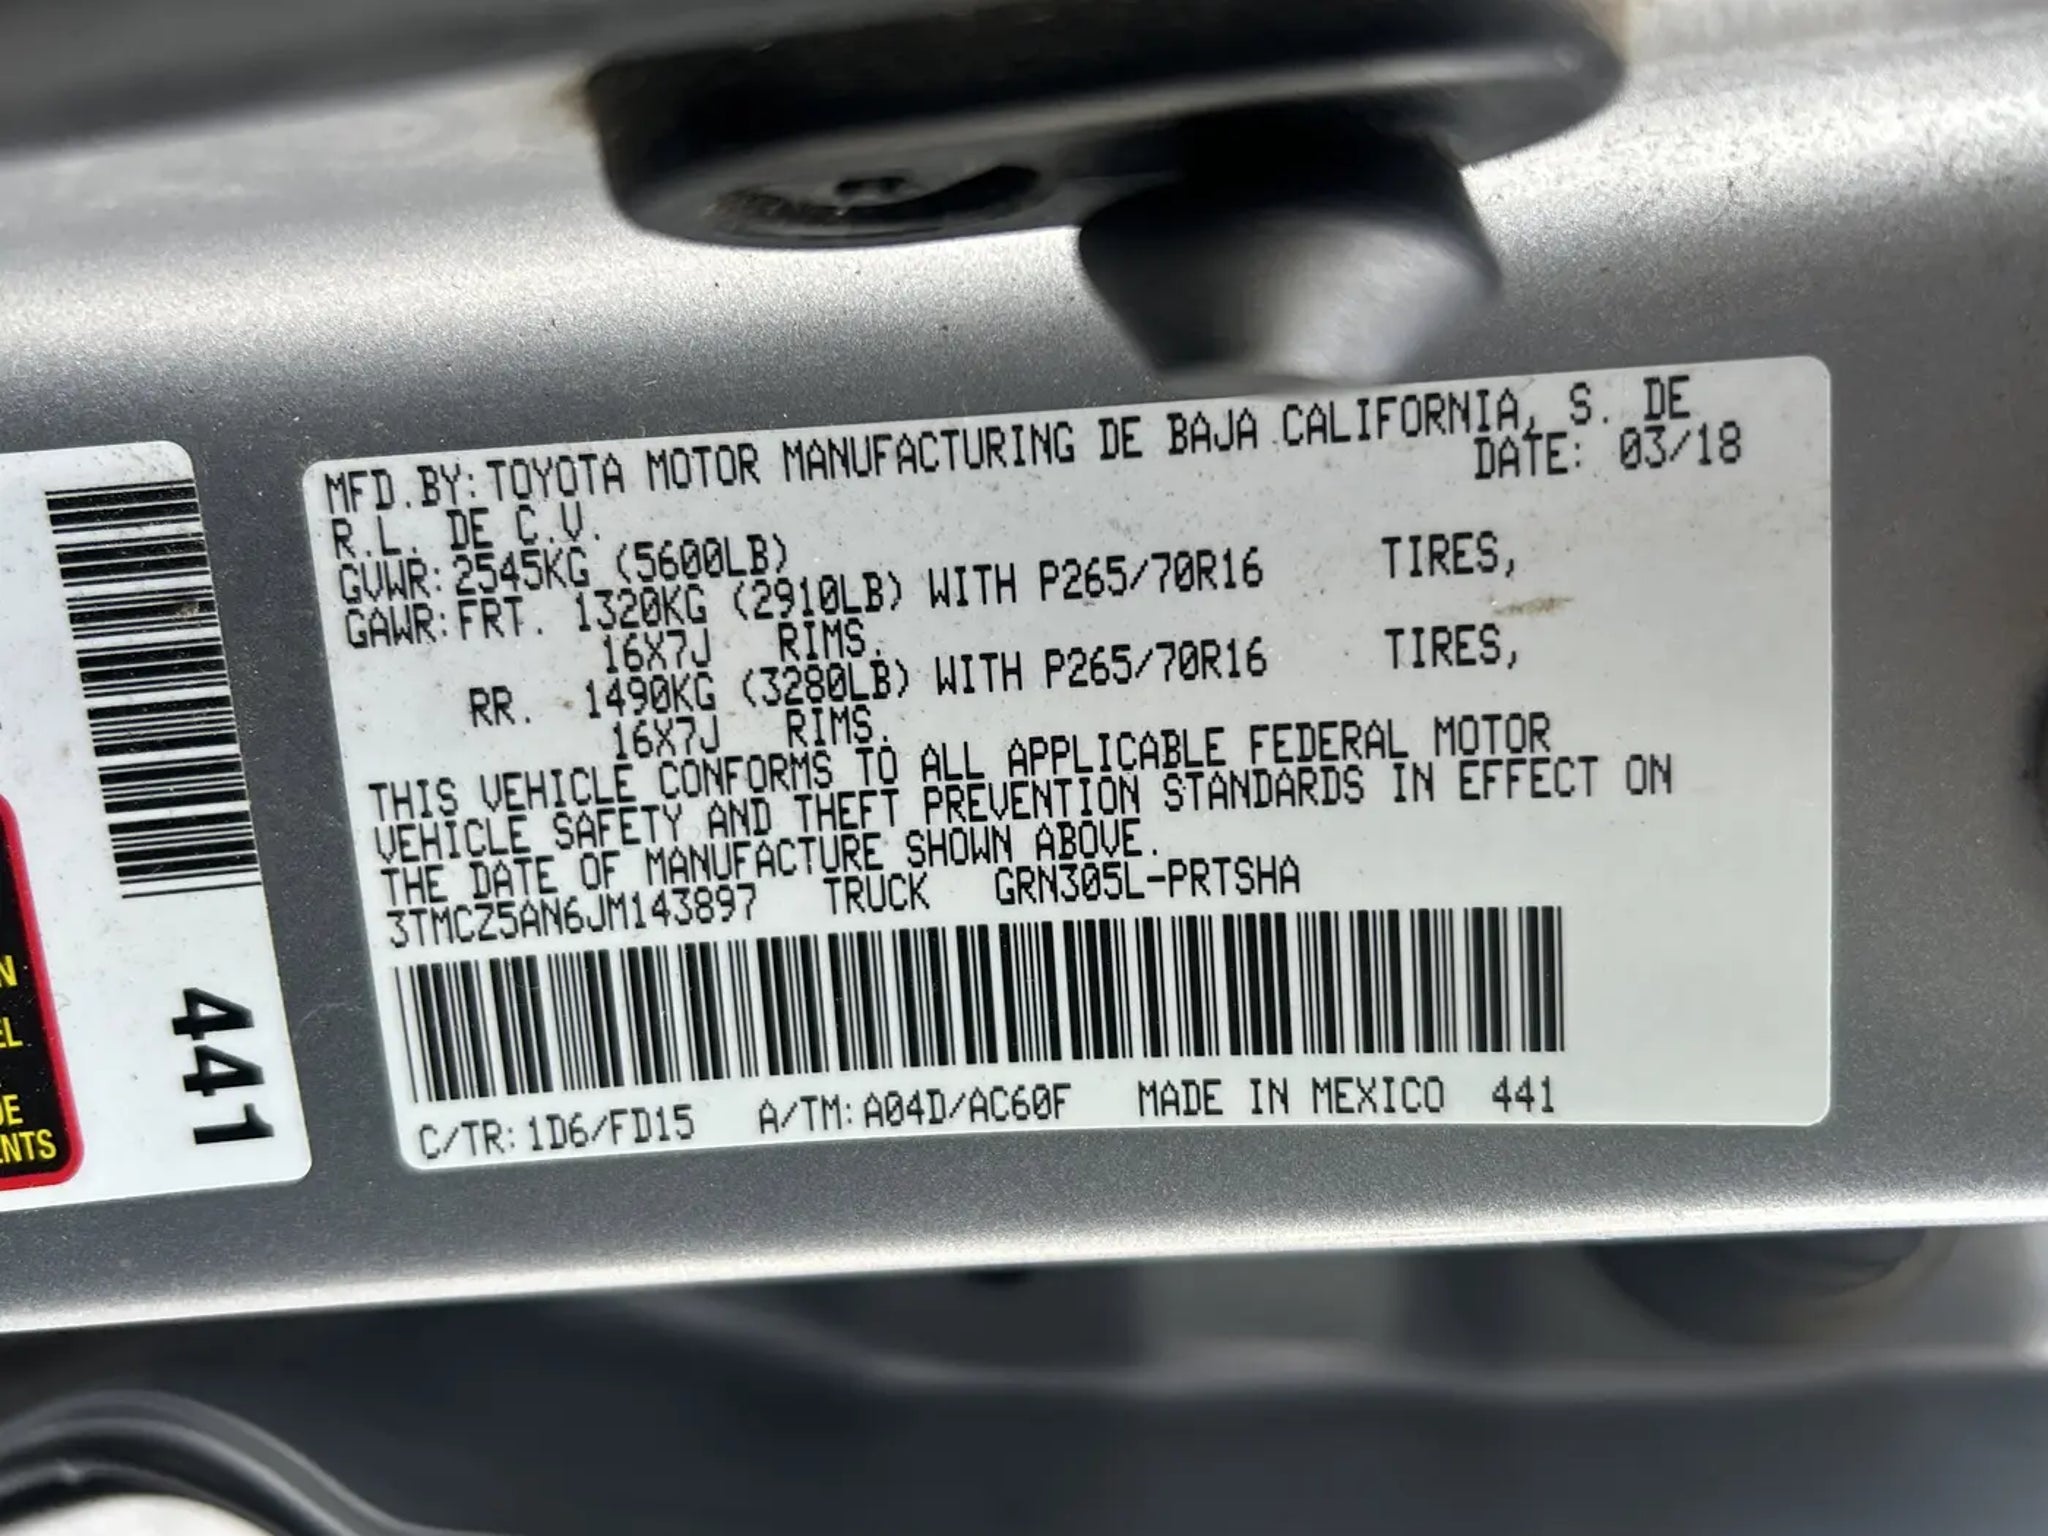 MFD.BY:TOYOTA MOTOR MANUFACTURING DE BAJA CALIFORNIA, S. DE
R.L. DE C.V. DATE: 03/18
GVWR:2545KG (5600LB)
GAWR:FRT. 1320KG (2910LB) WITH P265/70R16 TIRES,
16X7J RIMS.
RR. 1490KG (3280LB) WITH P265/70R16 TIRES,
16X7J RIMS.
THIS VEHICLE CONFORMS TO ALL APPLICABLE FEDERAL MOTOR
VEHICLE SAFETY AND THEFT PREVENTION STANDARDS IN EFFECT ON
THE DATE OF MANUFACTURE SHOWN ABOVE.
3TMCZ5AN6JM143897 TRUCK GRN305L-PRTSHA
C/TR:1D6/FD15 A/TM:A04D/AC60F MADE IN MEXICO 441
441